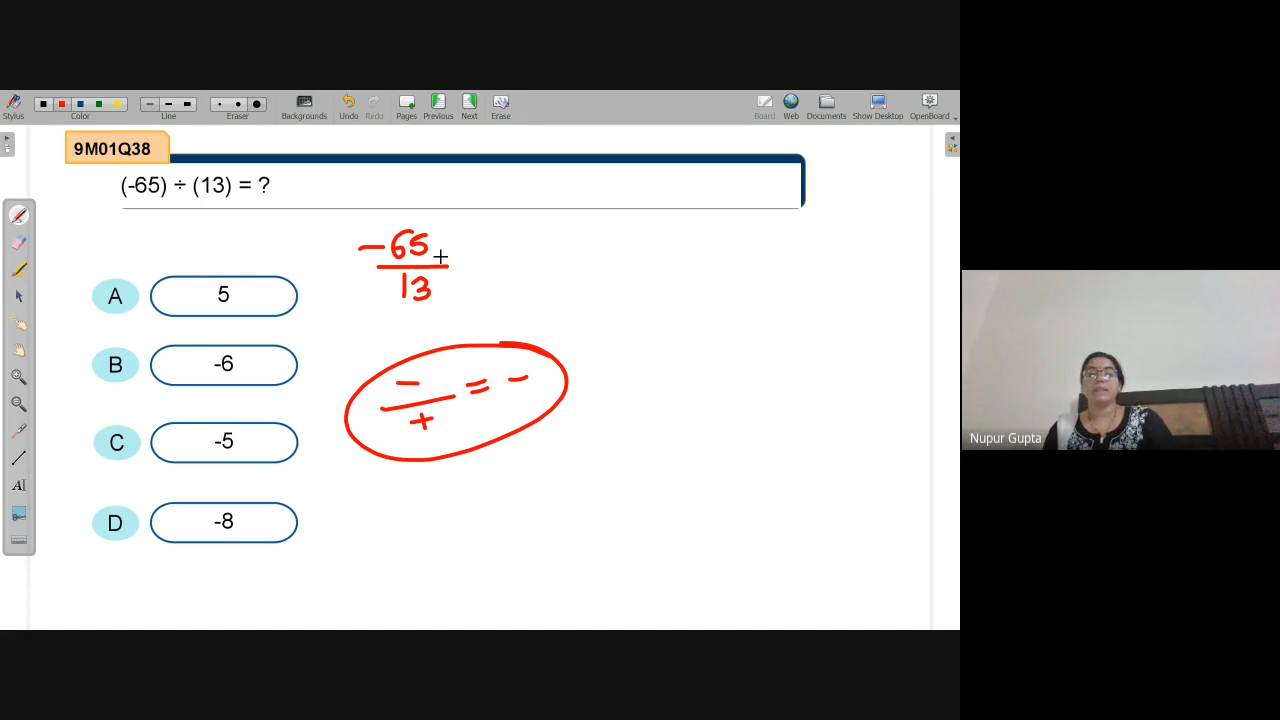 Stylus Color Line Eraser Backgrounds Undo Redo Pages Previous Next Erase Board Web Documents Show Desktop OpenBoard
9M01Q38
(-65) ÷ (13) = ?
-65
13
A 5
B -6
- = -
+
C -5
D -8
Nupur Gupta